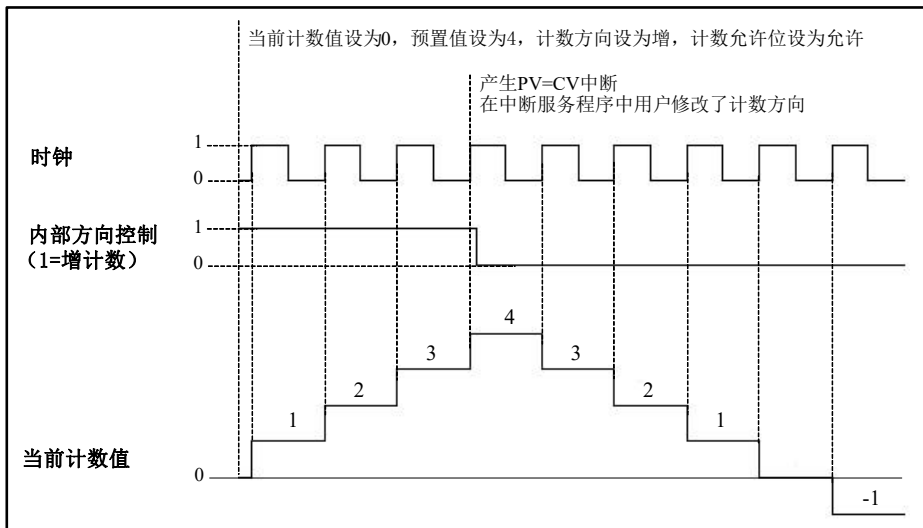 当前计数值设为0，预置值设为4，计数方向设为增，计数允许位设为允许
产生PV=CV中断
在中断服务程序中用户修改了计数方向
时钟
1
0
内部方向控制
（1=增计数）
1
0
4
3
3
2
2
1
1
当前计数值
0
-1